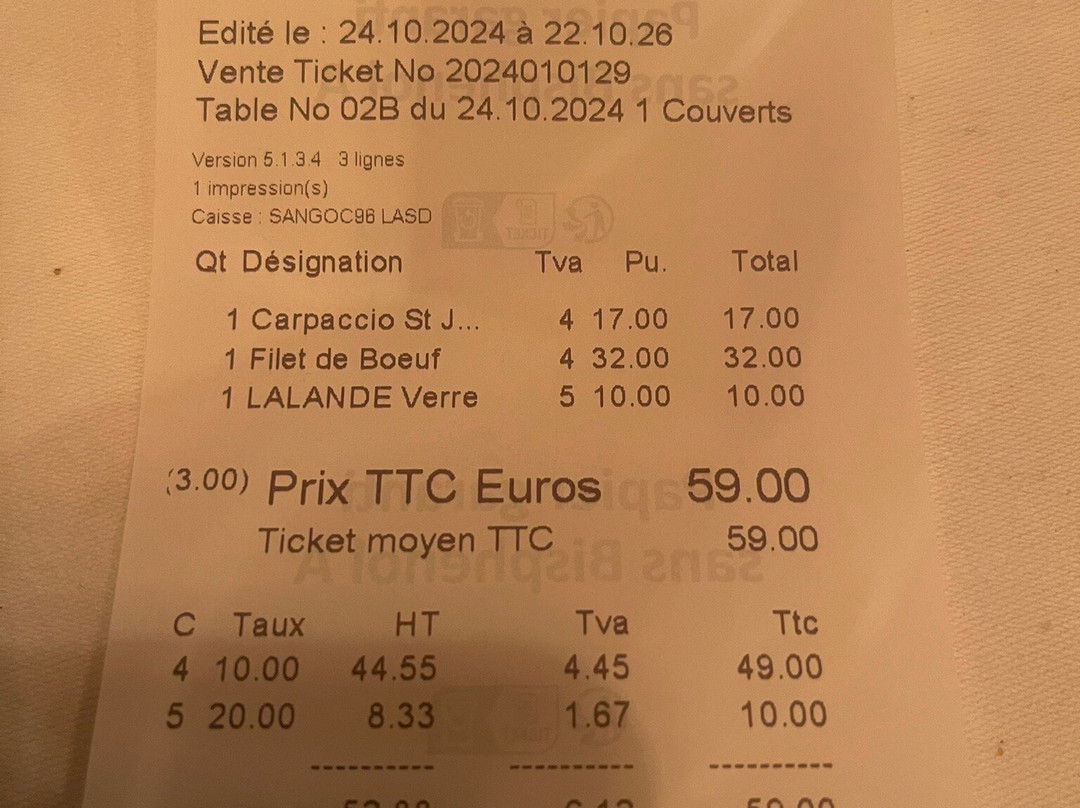 Edité le : 24.10.2024 à 22.10.26
Vente Ticket No 2024010129
Table No 02B du 24.10.2024 1 Couverts
Version 5.1.3.4 3 lignes
1 impression(s)
Caisse : SANGOC96 LASD
Qt Désignation Tva Pu. Total
1 Carpaccio St J... 4 17.00 17.00
1 Filet de Boeuf 4 32.00 32.00
1 LALANDE Verre 5 10.00 10.00
(3.00) Prix TTC Euros 59.00
Ticket moyen TTC 59.00
C Taux HT Tva Ttc
4 10.00 44.55 4.45 49.00
5 20.00 8.33 1.67 10.00